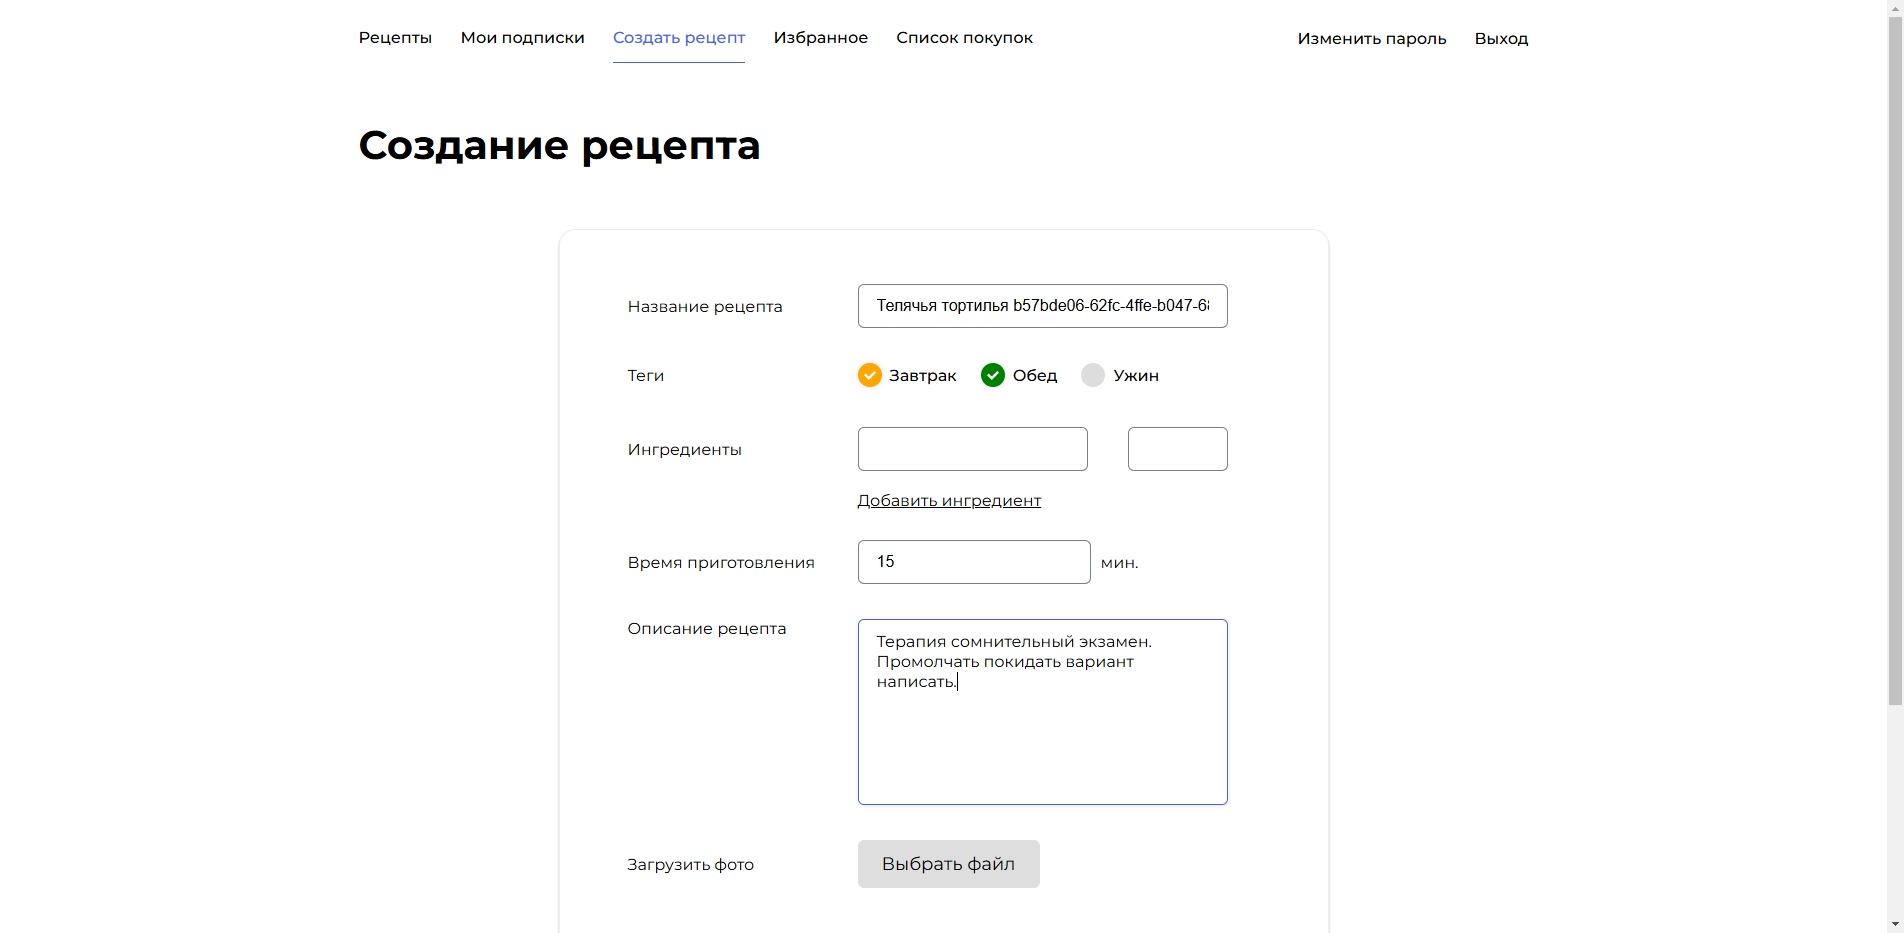 Рецепты Мои подписки Создать рецепт Избранное Список покупок Изменить пароль Выход
Создание рецепта
Название рецепта Телячья тортилья b57bde06-62fc-4ffe-b047-6
Теги Завтрак Обед Ужин
Ингредиенты
Добавить ингредиент
Время приготовления 15 мин.
Описание рецепта Терапия сомнительный экзамен.
Промолчать покидать вариант
написать.
Загрузить фото Выбрать файл